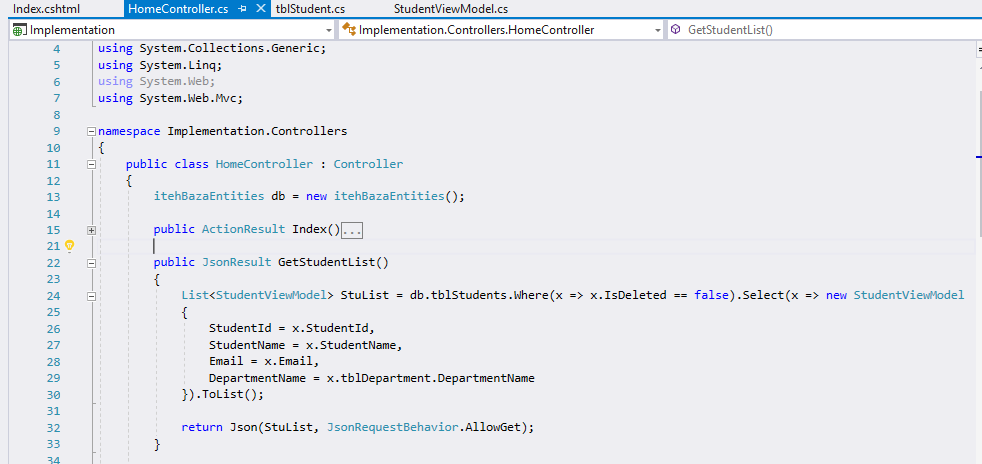 Index.cshtml HomeController.cs tblStudent.cs StudentViewModel.cs
Implementation Implementation.Controllers.HomeController GetStudentList()
4 using System.Collections.Generic;
5 using System.Linq;
6 using System.Web;
7 using System.Web.Mvc;
8
9 namespace Implementation.Controllers
10 {
11 public class HomeController : Controller
12 {
13 itehBazaEntities db = new itehBazaEntities();
14
15 public ActionResult Index()...
21
22 public JsonResult GetStudentList()
23 {
24 List<StudentViewModel> StuList = db.tblStudents.Where(x => x.IsDeleted == false).Select(x => new StudentViewModel
25 {
26 StudentId = x.StudentId,
27 StudentName = x.StudentName,
28 Email = x.Email,
29 DepartmentName = x.tblDepartment.DepartmentName
30 }).ToList();
31
32 return Json(StuList, JsonRequestBehavior.AllowGet);
33 }
34